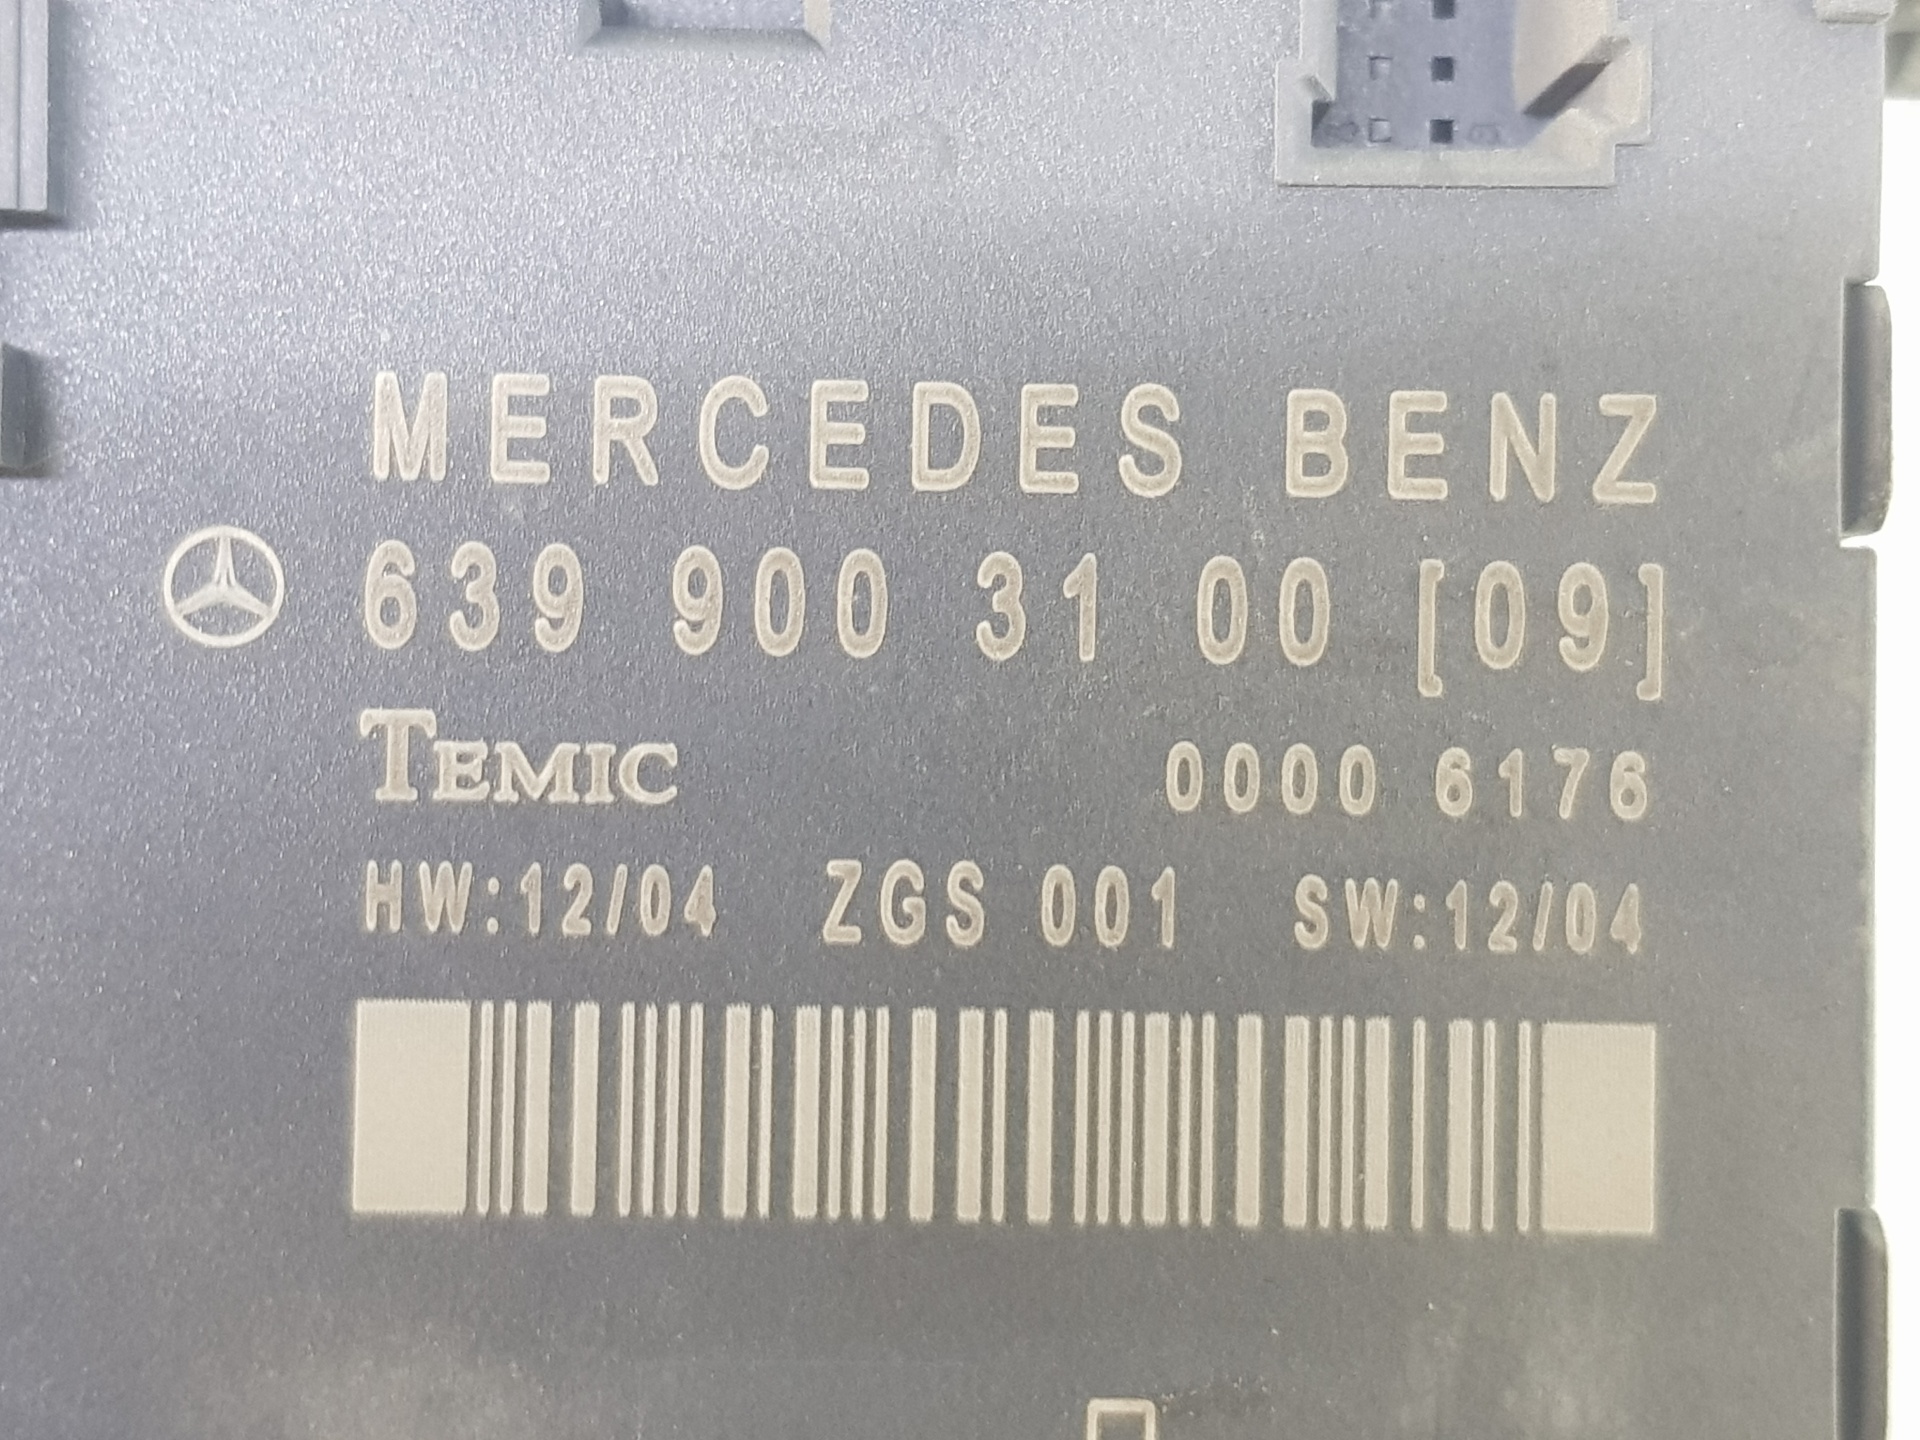 MERCEDES BENZ
639 900 31 00 [09]
TEMIC 0000 6176
HW:12/04 ZGS 001 SW:12/04